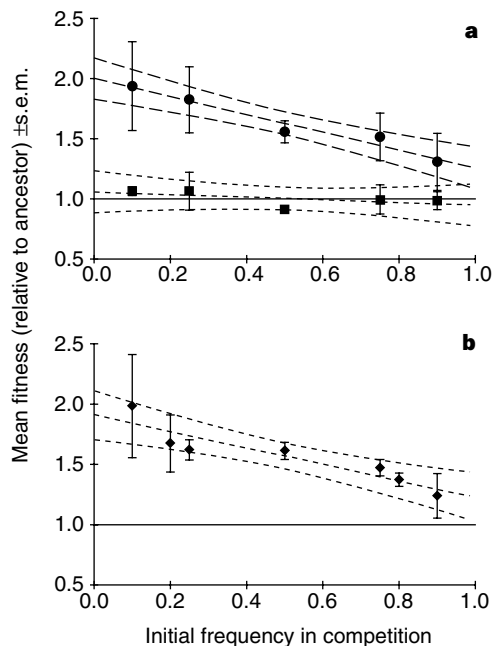 a
2.5
2.0
1.5
1.0
0.5
0.0 0.2 0.4 0.6 0.8 1.0
Mean fitness (relative to ancestor) ±s.e.m.
b
2.5
2.0
1.5
1.0
0.5
0.0 0.2 0.4 0.6 0.8 1.0
Initial frequency in competition